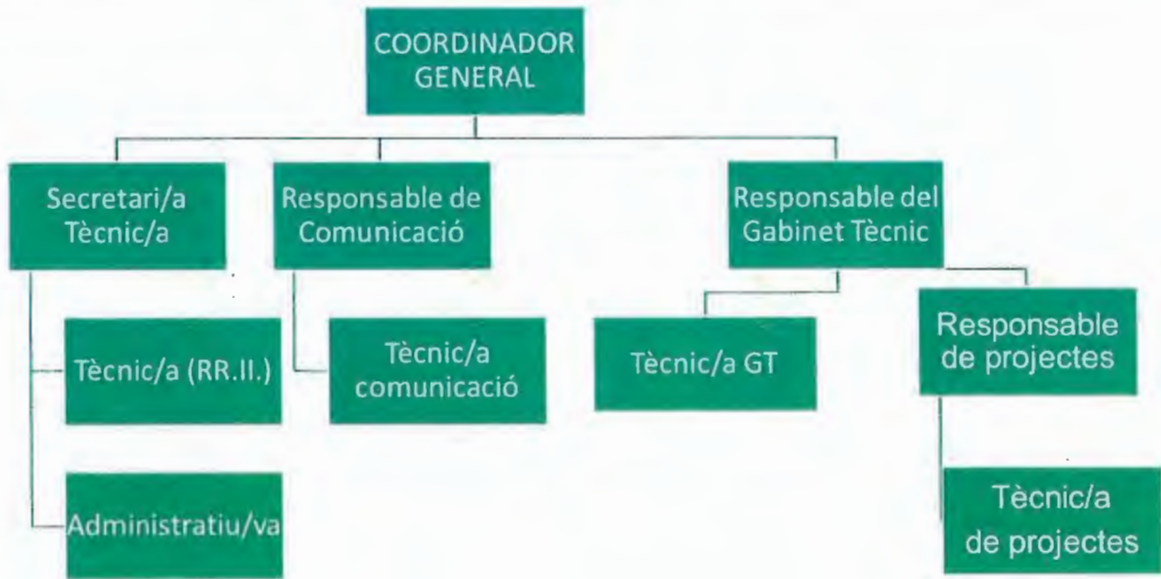 COORDINADOR
GENERAL
Secretari/a
Tècnic/a
Responsable de
Comunicació
Responsable del
Gabinet Tècnic
Tècnic/a (RR.II.)
Tècnic/a
comunicació
Tècnic/a GT
Responsable
de projectes
Administratiu/va
Tècnic/a
de projectes